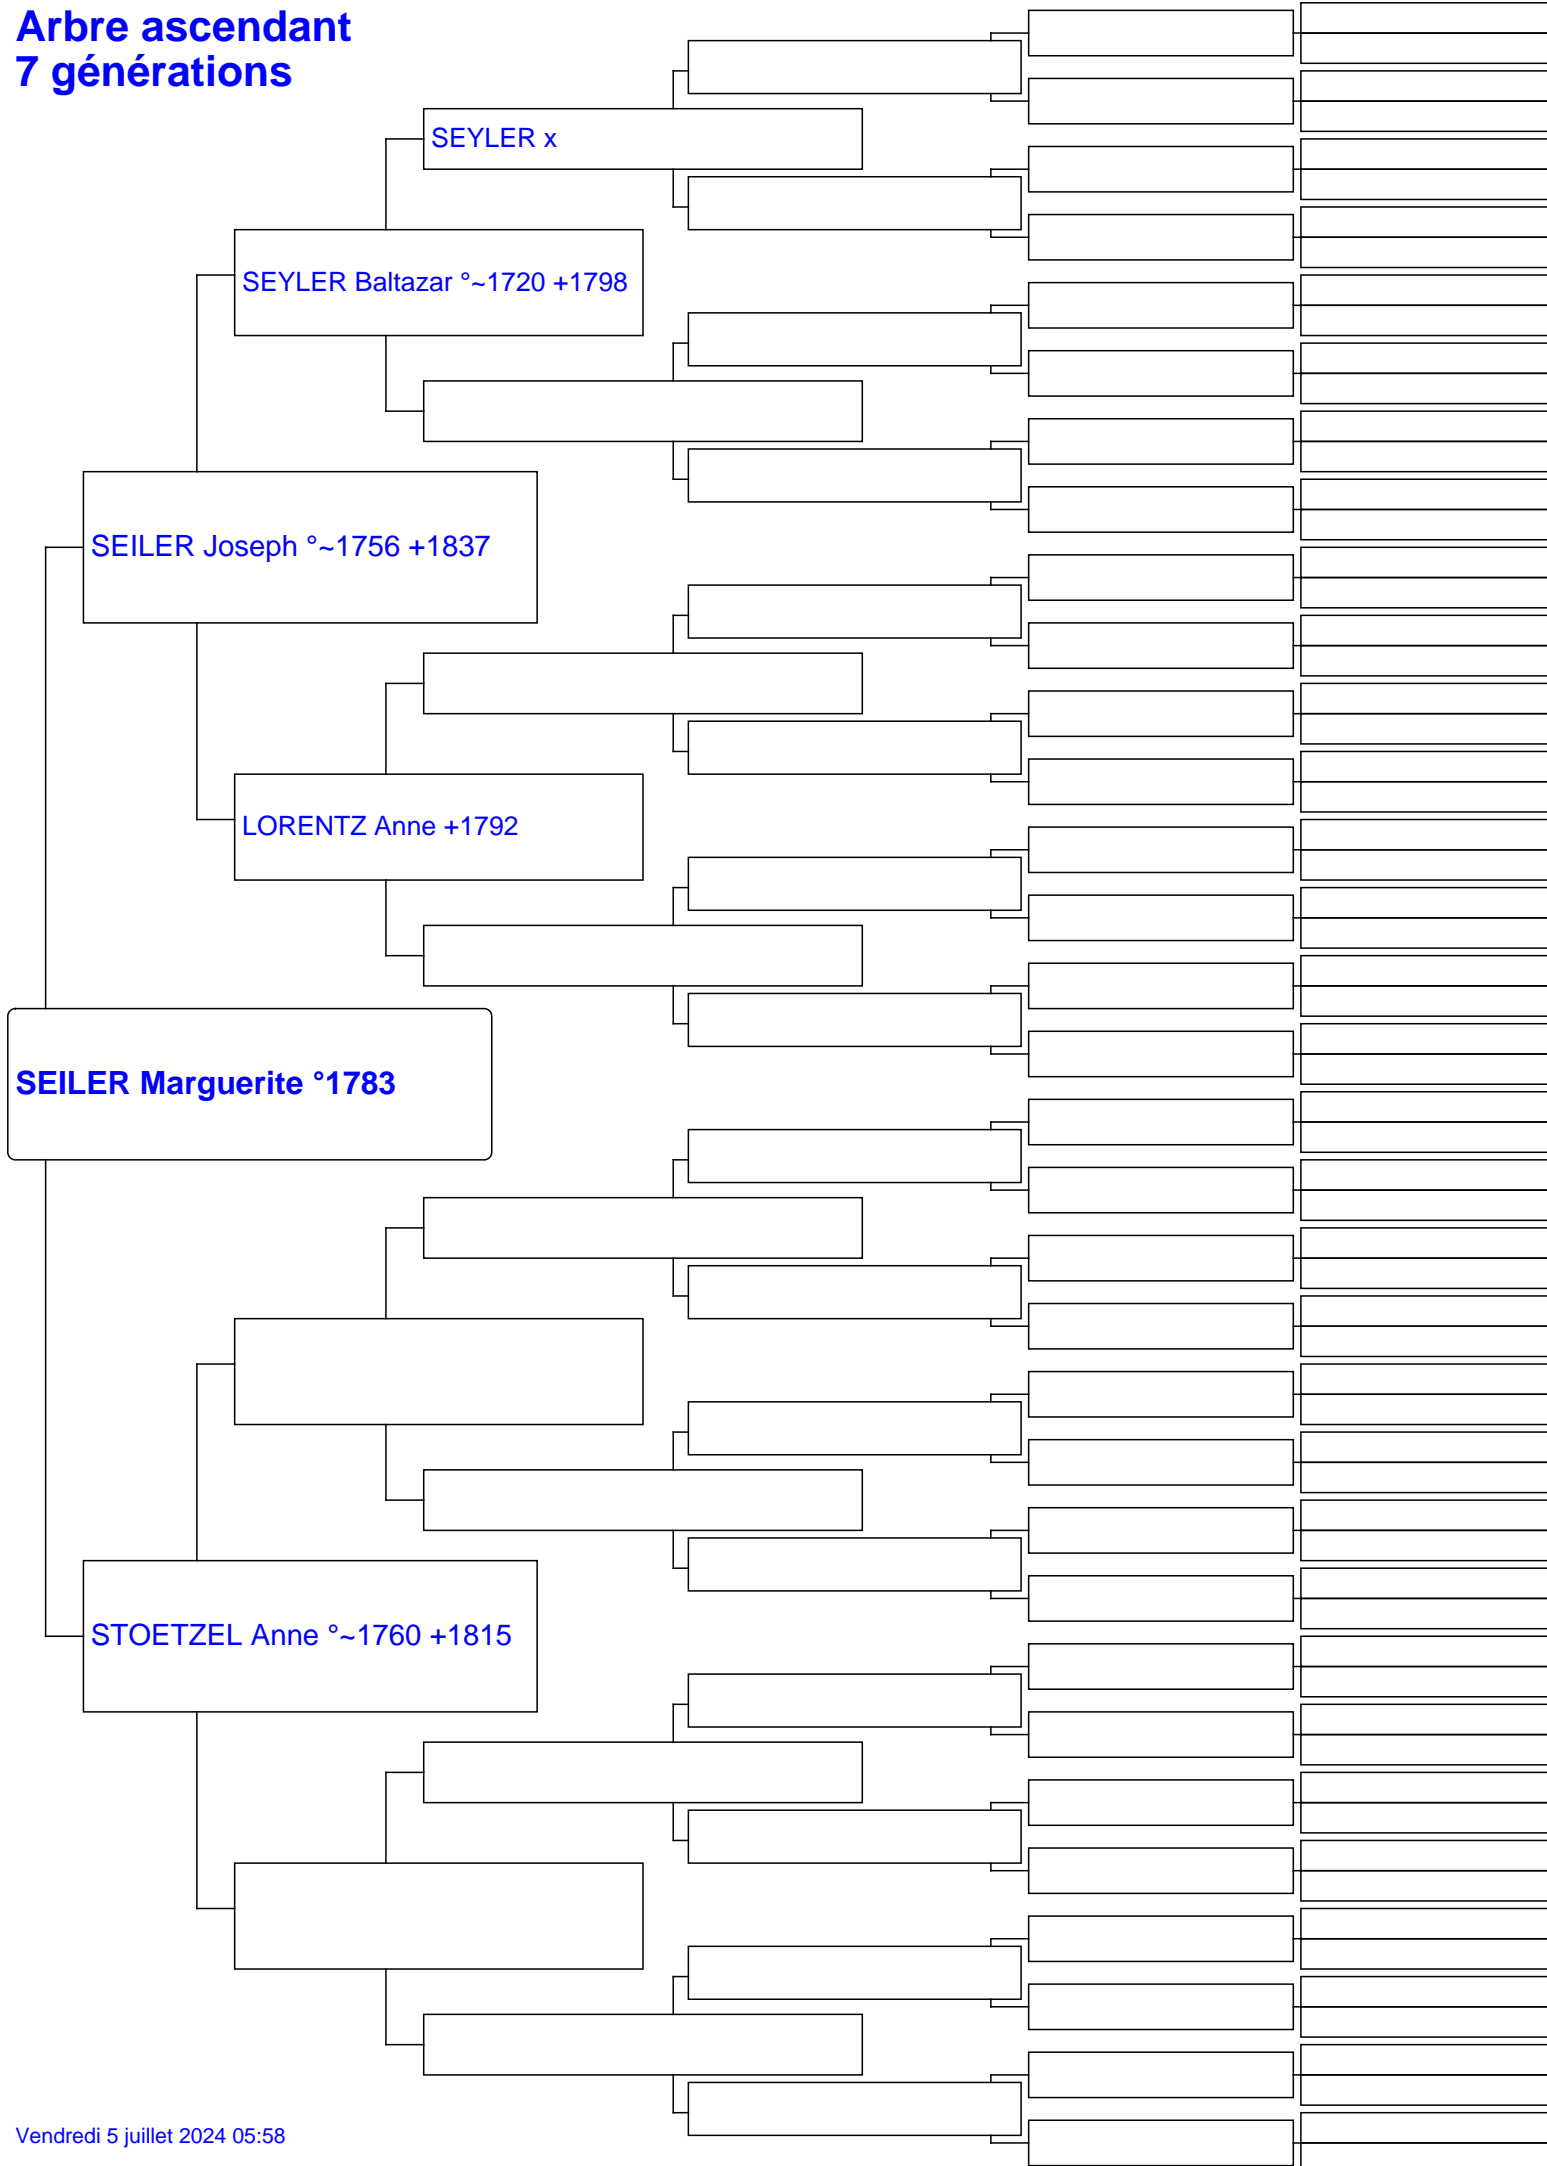 Arbre ascendant
7 générations
SEYLER x
SEYLER Baltazar °~1720 +1798
SEILER Joseph °~1756 +1837
LORENTZ Anne +1792
SEILER Marguerite °1783
STOETZEL Anne °~1760 +1815
Vendredi 5 juillet 2024 05:58